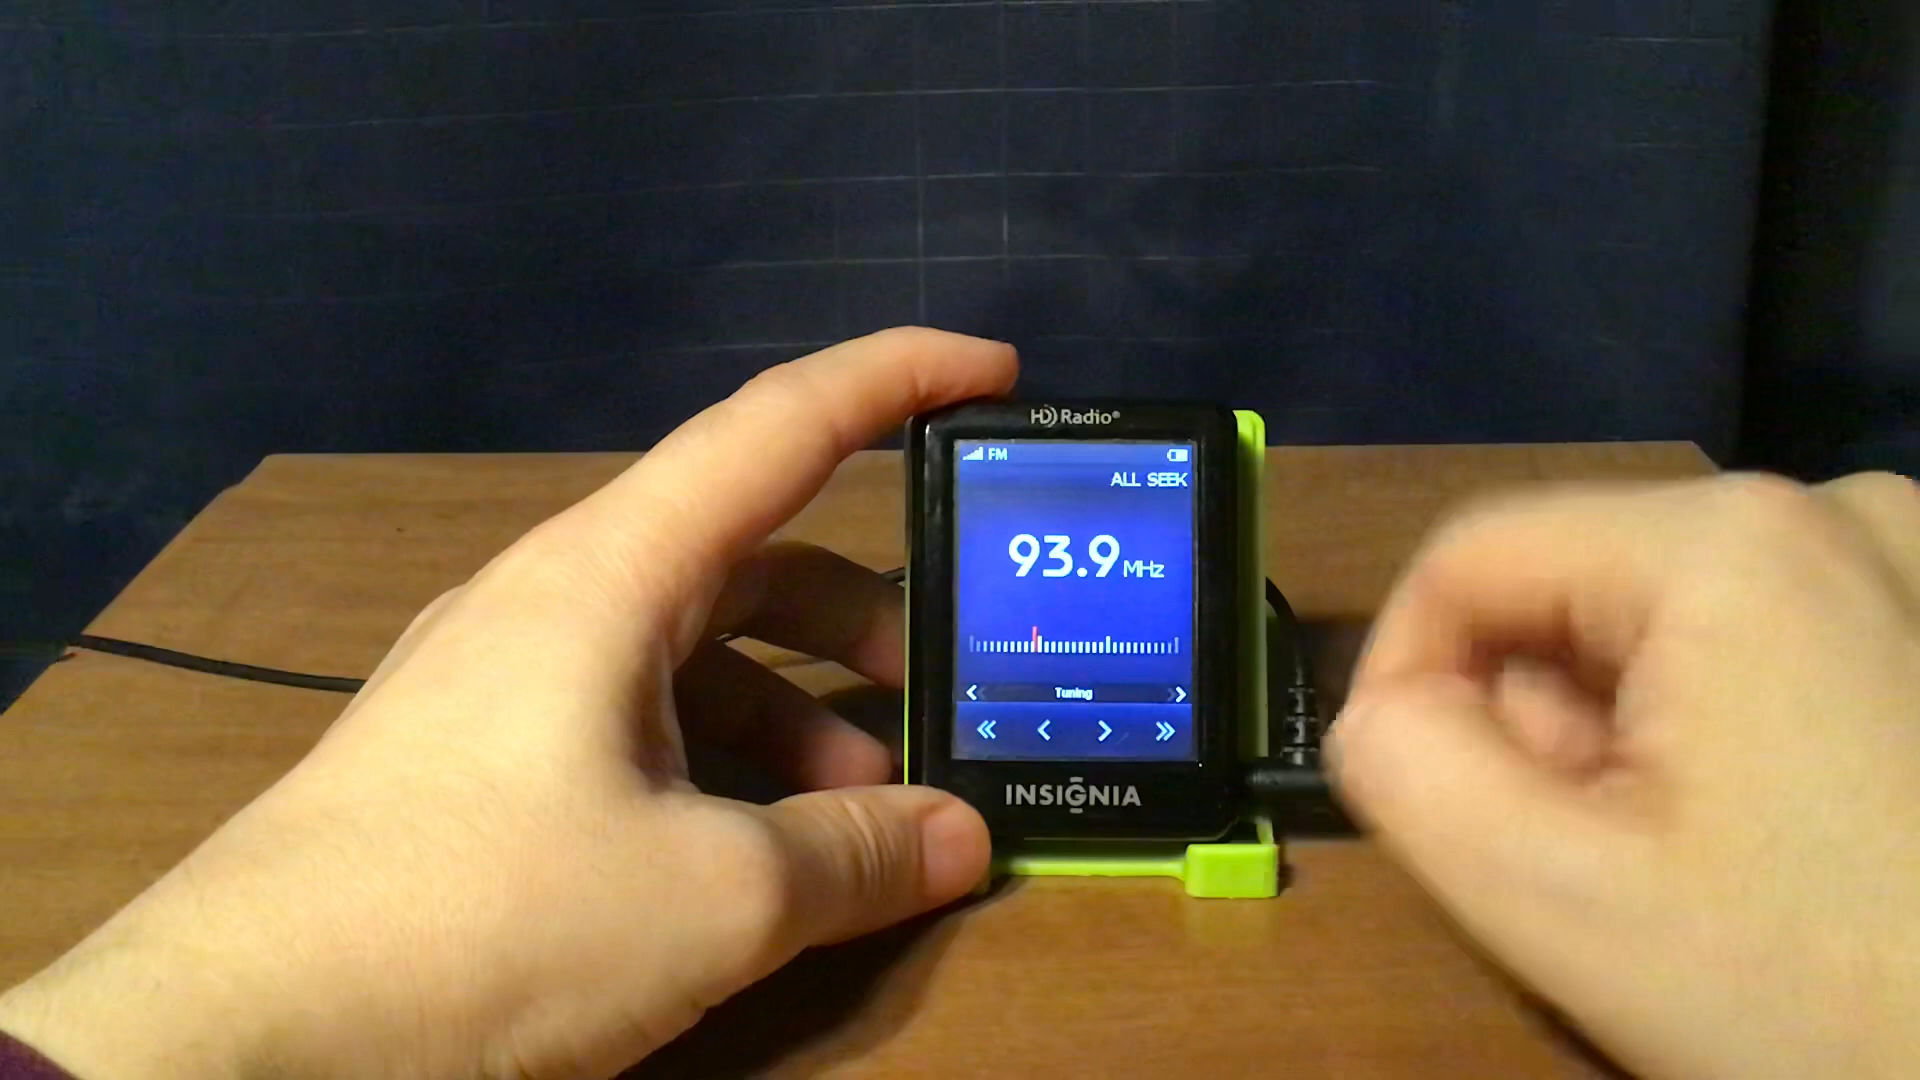 HD Radio®
FM
ALL SEEK
93.9 MHz
Tuning
INSIGNIA